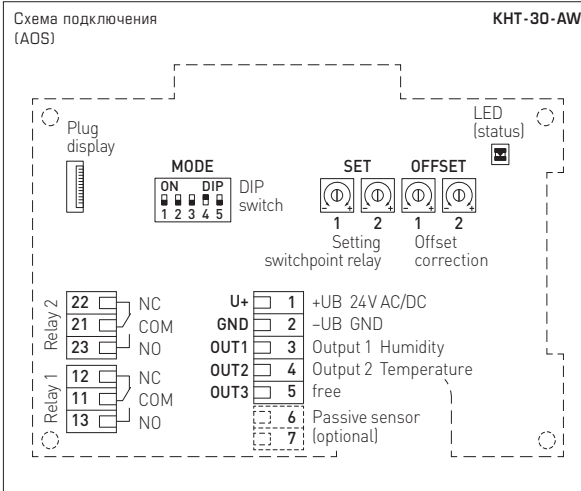 Схема подключения
(AOS)
KHT-30-AW
Plug
display
LED
(status)
MODE
ON DIP
1 2 3 4 5
DIP
switch
SET
OFFSET
- + - + - + - +
1 2 1 2
Setting
switchpoint relay
Offset
correction
Relay 2
22 NC
21 COM
23 NO
Relay 1
12 NC
11 COM
13 NO
U+ 1 +UB 24V AC/DC
GND 2 –UB GND
OUT1 3 Output 1 Humidity
OUT2 4 Output 2 Temperature
OUT3 5 free
6 Passive sensor
7 (optional)